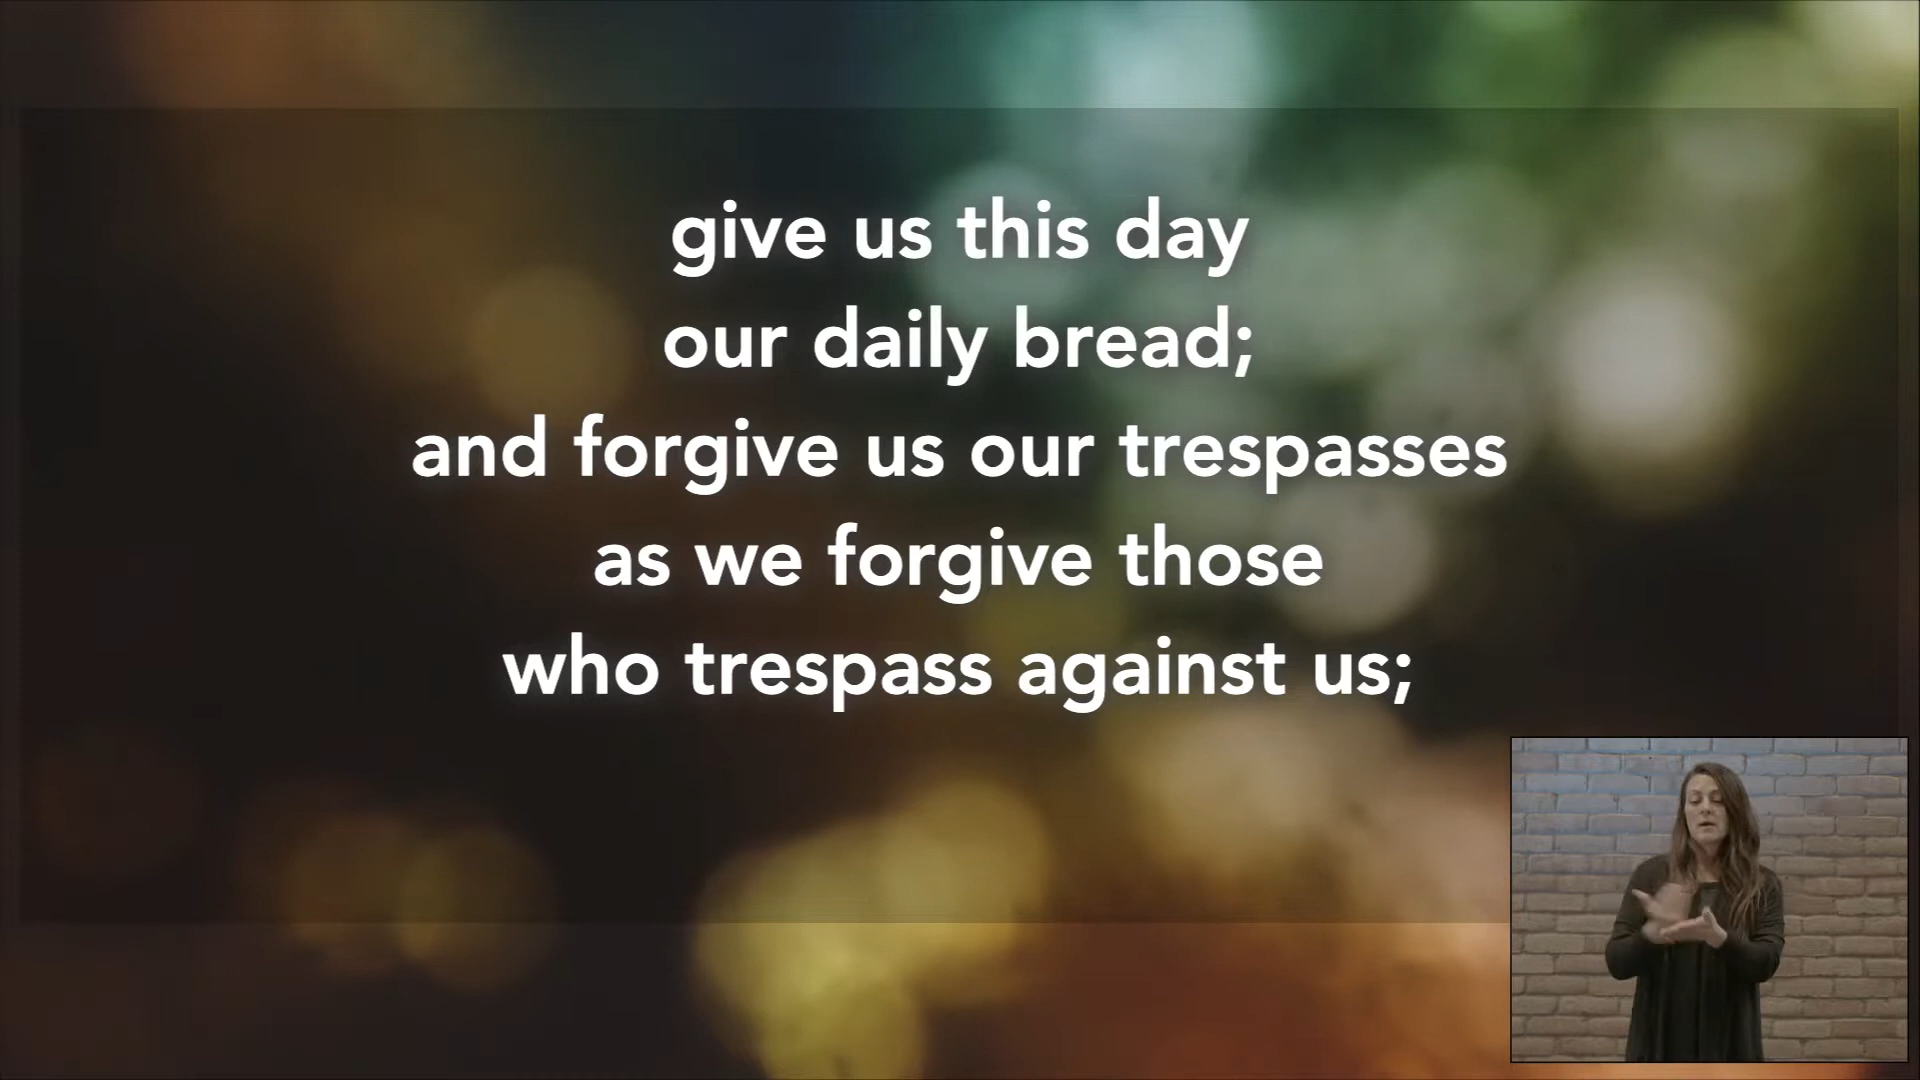 give us this day
our daily bread;
and forgive us our trespasses
as we forgive those
who trespass against us;